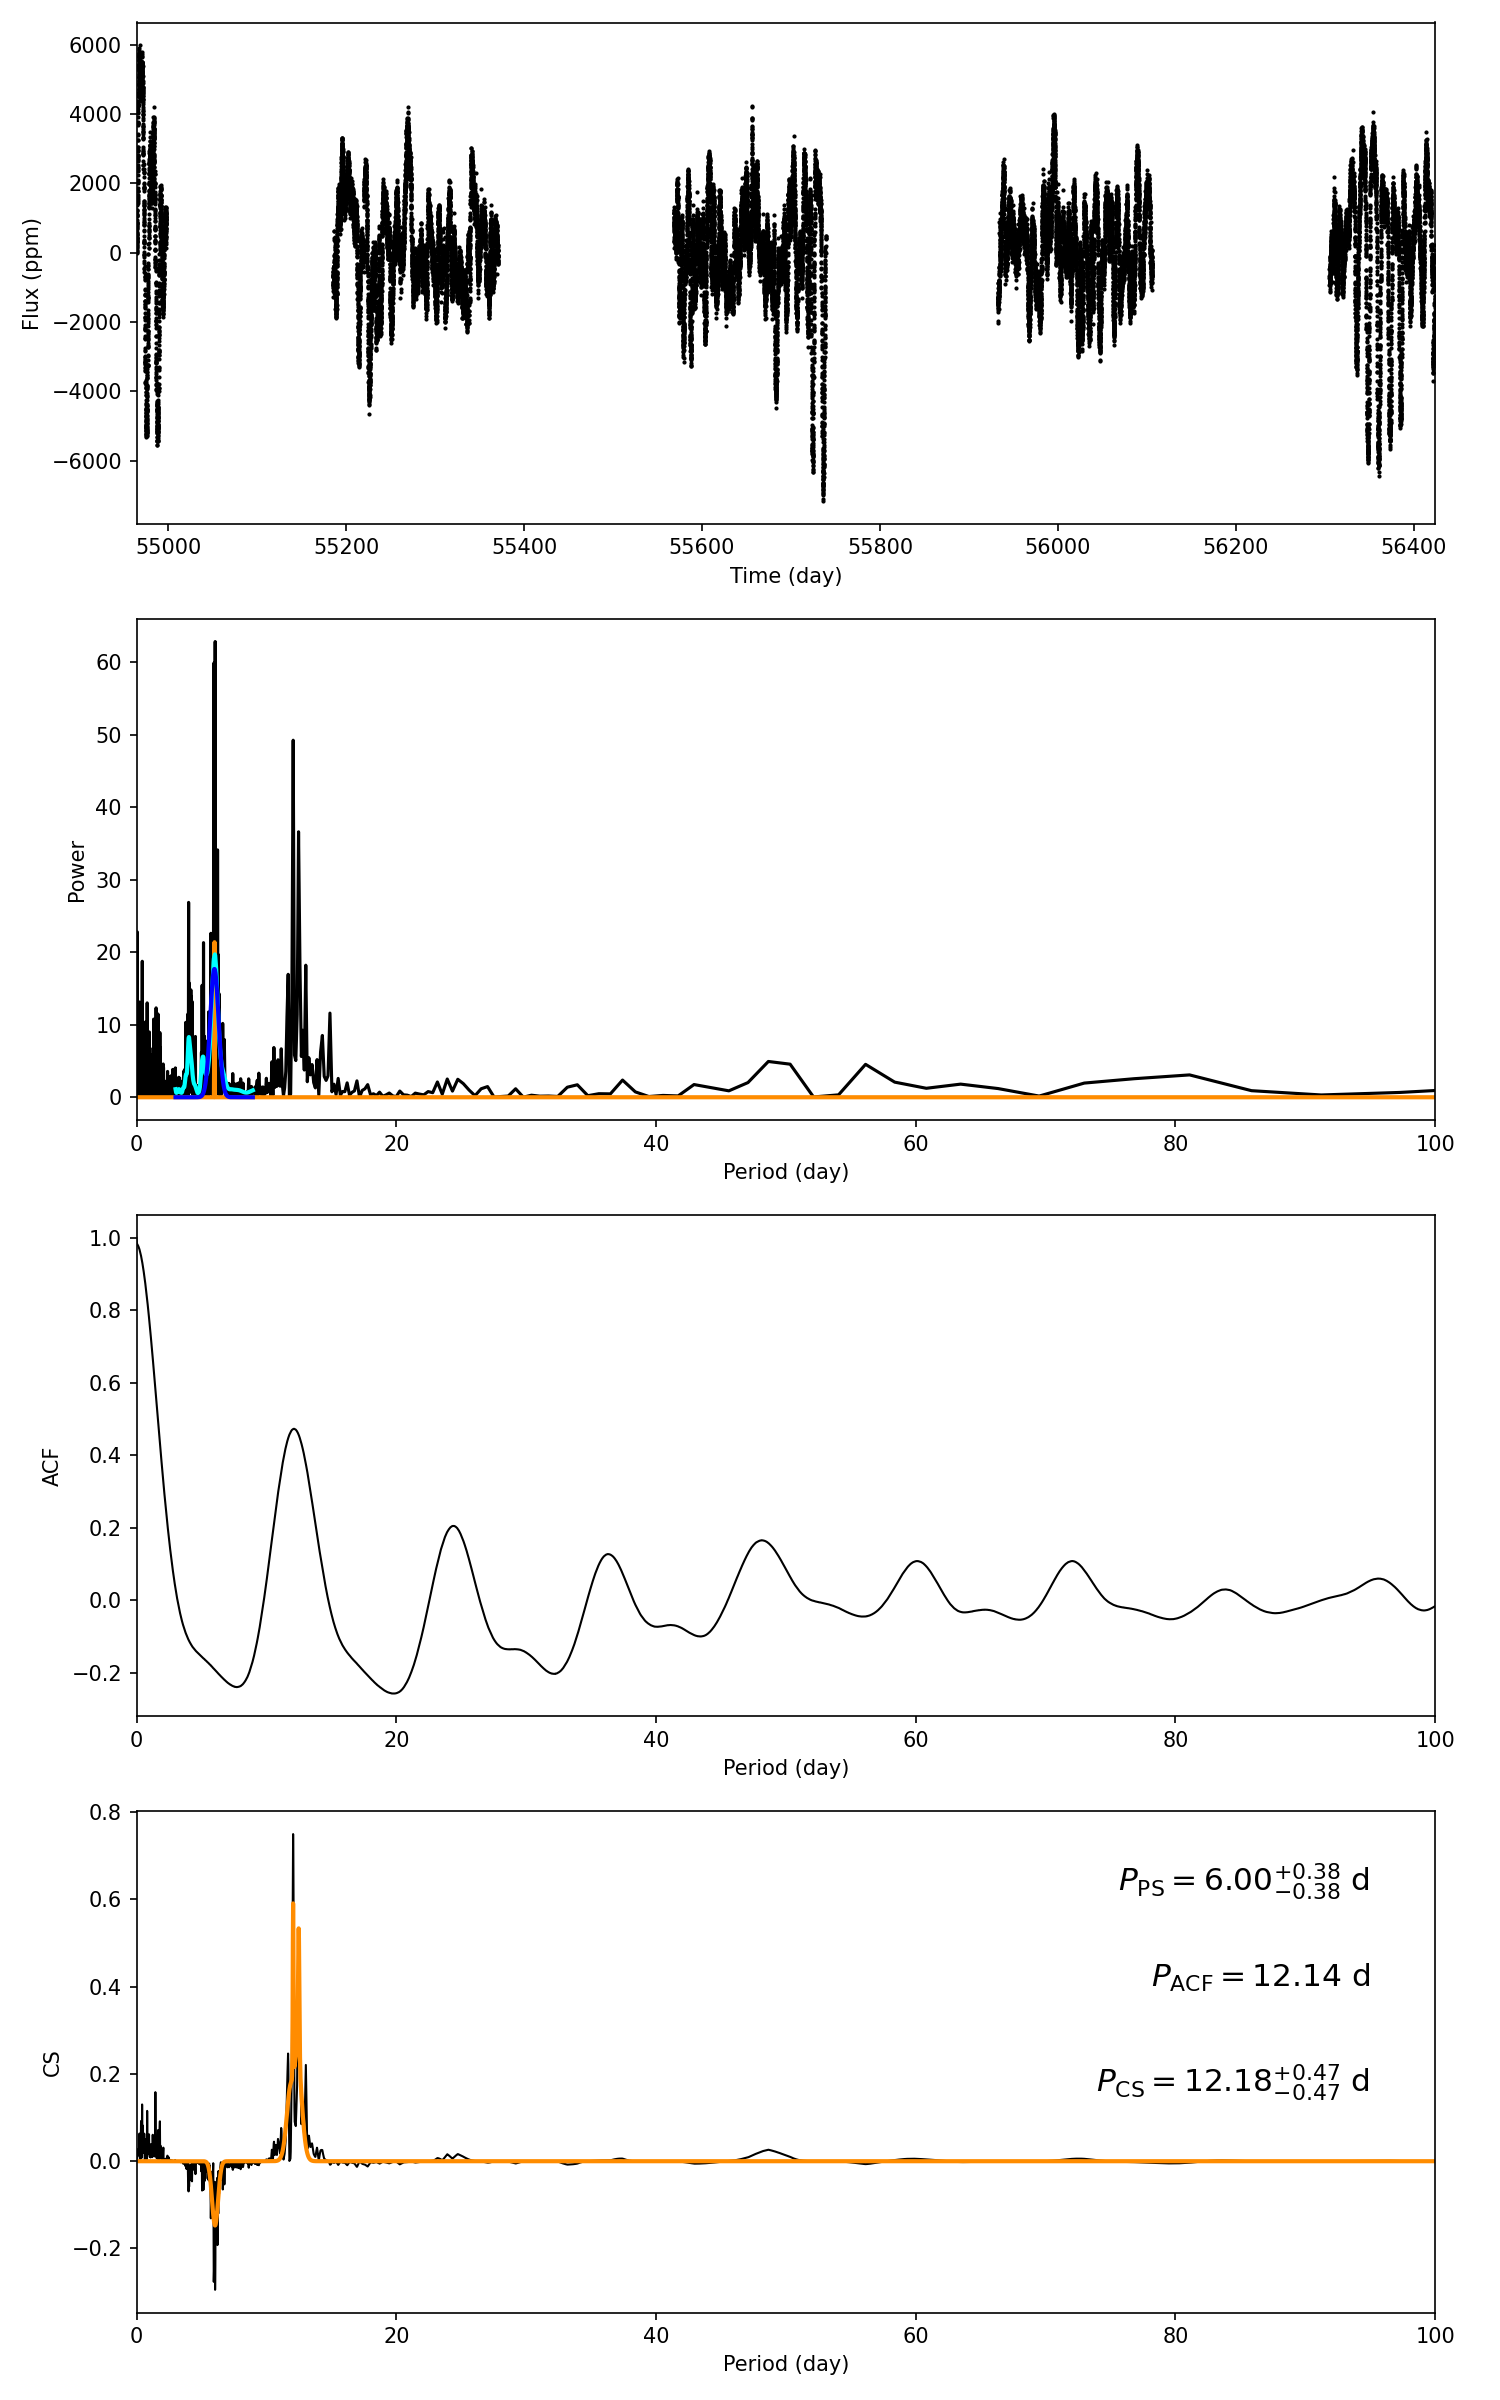 6000
4000
2000
0
−2000
−4000
−6000
Flux (ppm)
55000 55200 55400 55600 55800 56000 56200 56400
Time (day)
60
50
40
30
20
10
0
Power
0 20 40 60 80 100
Period (day)
1.0
0.8
0.6
0.4
0.2
0.0
−0.2
ACF
0 20 40 60 80 100
Period (day)
0.8
0.6
0.4
0.2
0.0
−0.2
CS
P_PS = 6.00^{+0.38}_{−0.38} d
P_ACF = 12.14 d
P_CS = 12.18^{+0.47}_{−0.47} d
0 20 40 60 80 100
Period (day)